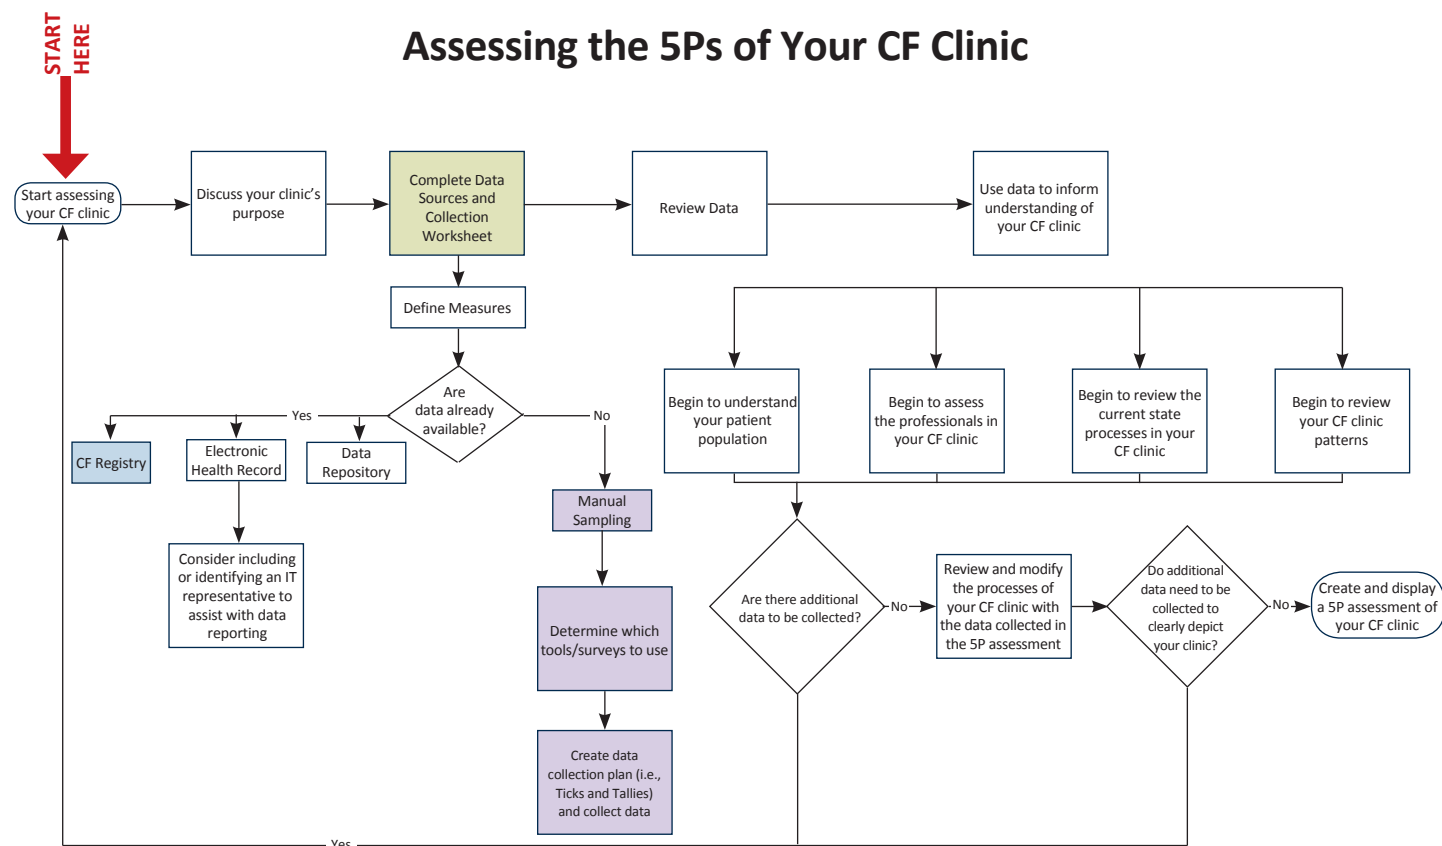 START
HERE
Assessing the 5Ps of Your CF Clinic
Start assessing
your CF clinic
Discuss your clinic's
purpose
Complete Data
Sources and
Collection
Worksheet
Review Data
Use data to inform
understanding of
your CF clinic
Define Measures
Are
data already
available?
Yes
No
CF Registry
Electronic
Health Record
Data
Repository
Consider including
or identifying an IT
representative to
assist with data
reporting
Manual
Sampling
Determine which
tools/surveys to use
Create data
collection plan (i.e.,
Ticks and Tallies)
and collect data
Begin to understand
your patient
population
Begin to assess
the professionals in
your CF clinic
Begin to review the
current state
processes in your
CF clinic
Begin to review
your CF clinic
patterns
Are there additional
data to be collected?
No
Review and modify
the processes of
your CF clinic with
the data collected in
the 5P assessment
Do additional
data need to be
collected to
clearly depict
your clinic?
No
Create and display
a 5P assessment of
your CF clinic
Yes